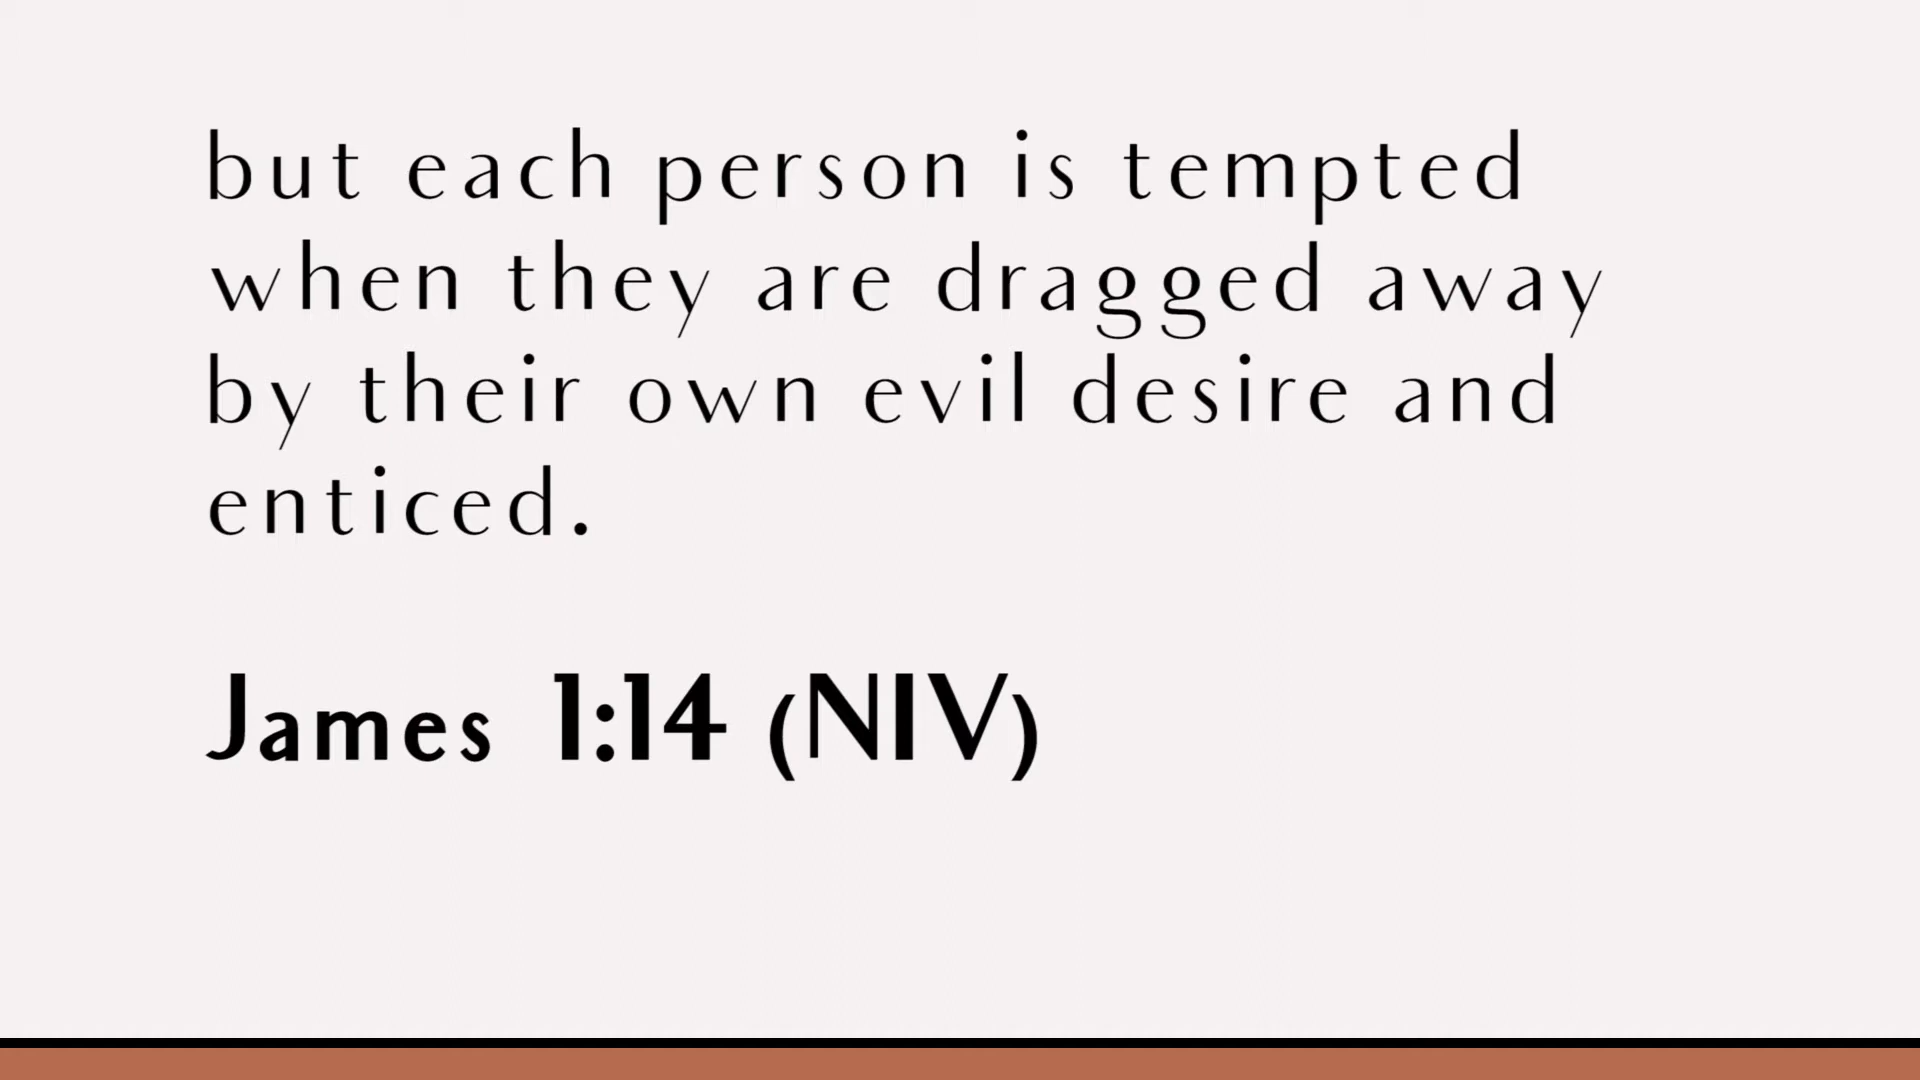 but each person is tempted
when they are dragged away
by their own evil desire and
enticed.
James 1:14 (NIV)